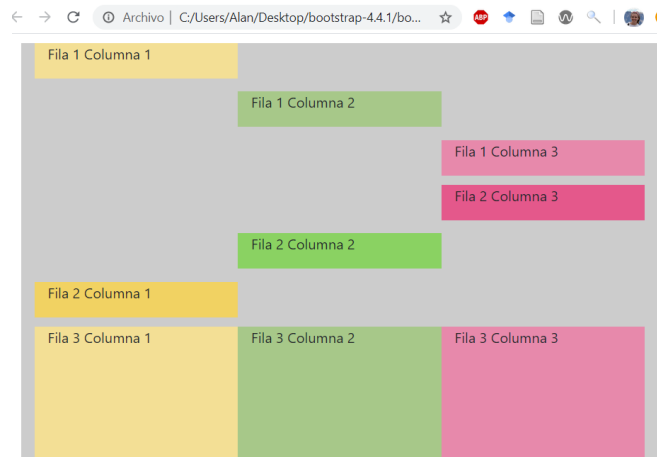 Archivo | C:/Users/Alan/Desktop/bootstrap-4.4.1/bo...
ABP
Fila 1 Columna 1
Fila 1 Columna 2
Fila 1 Columna 3
Fila 2 Columna 3
Fila 2 Columna 2
Fila 2 Columna 1
Fila 3 Columna 1 Fila 3 Columna 2 Fila 3 Columna 3